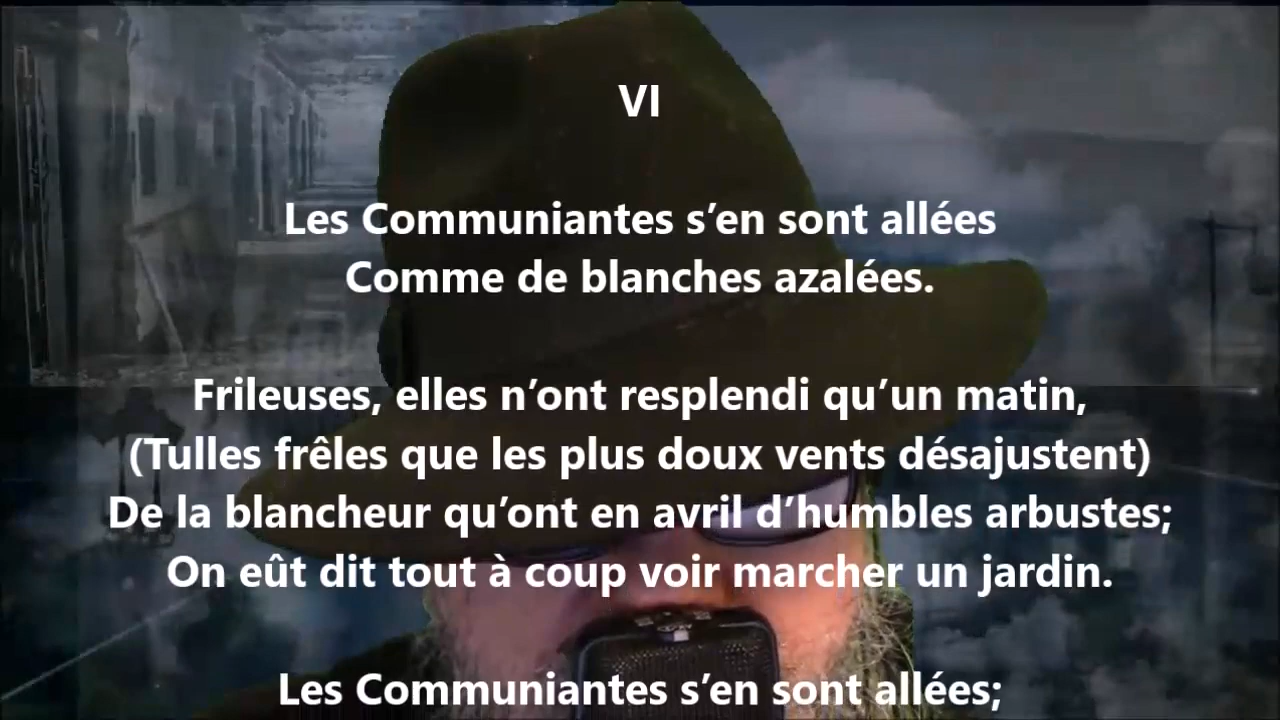 VI
Les Communiantes s’en sont allées
Comme de blanches azalées.
Frileuses, elles n’ont resplendi qu’un matin,
(Tulles frêles que les plus doux vents désajustent)
De la blancheur qu’ont en avril d’humbles arbustes;
On eût dit tout à coup voir marcher un jardin.
Les Communiantes s’en sont allées;